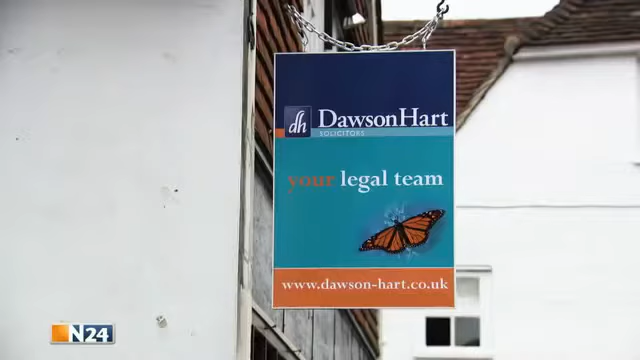 dh DawsonHart
SOLICITORS
your legal team
www.dawson-hart.co.uk
N24